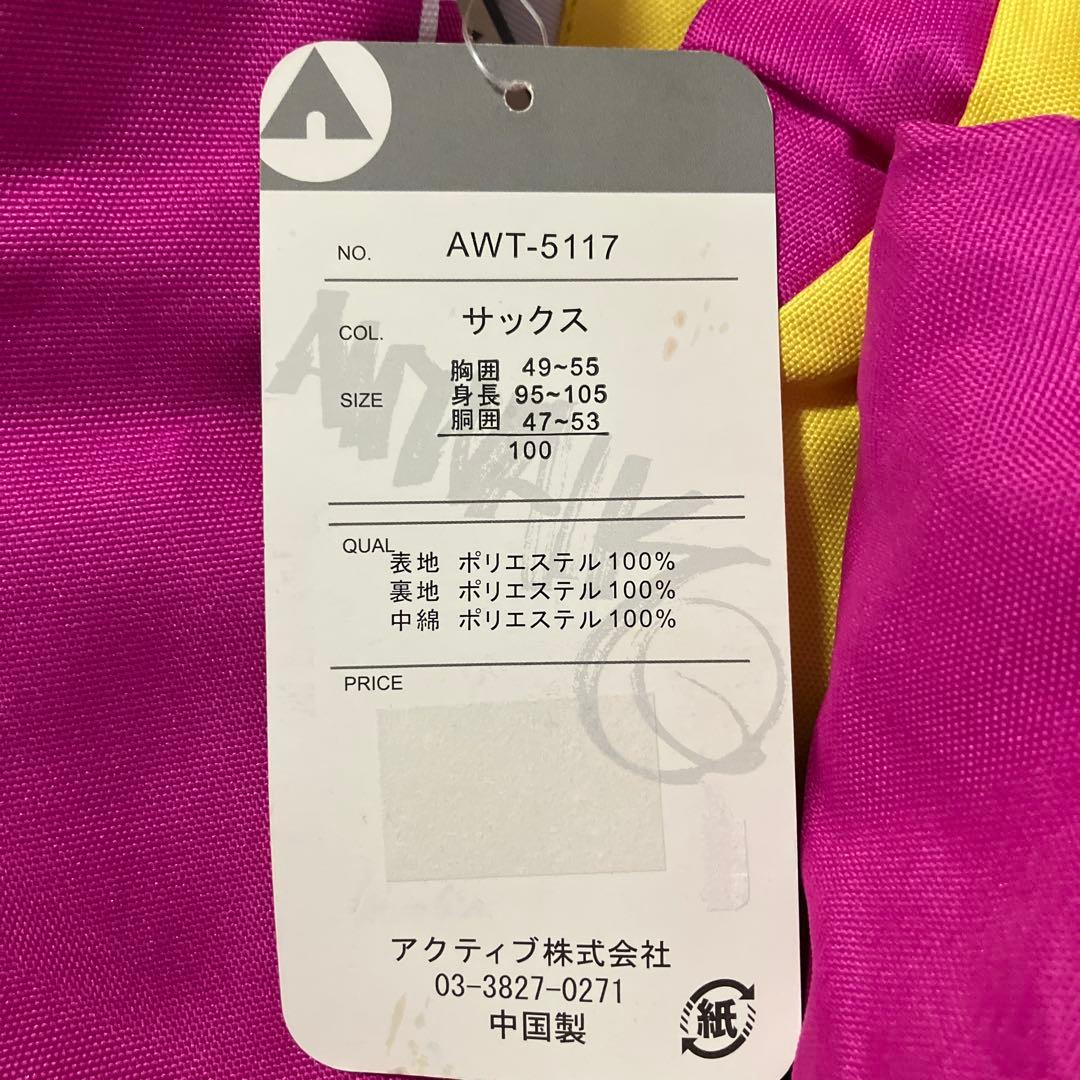 NO. AWT-5117
COL. サックス
SIZE
胸囲 49~55
身長 95~105
胴囲 47~53
100
QUAL
表地 ポリエステル100%
裏地 ポリエステル100%
中綿 ポリエステル100%
PRICE
アクティブ株式会社
03-3827-0271
中国製
紙